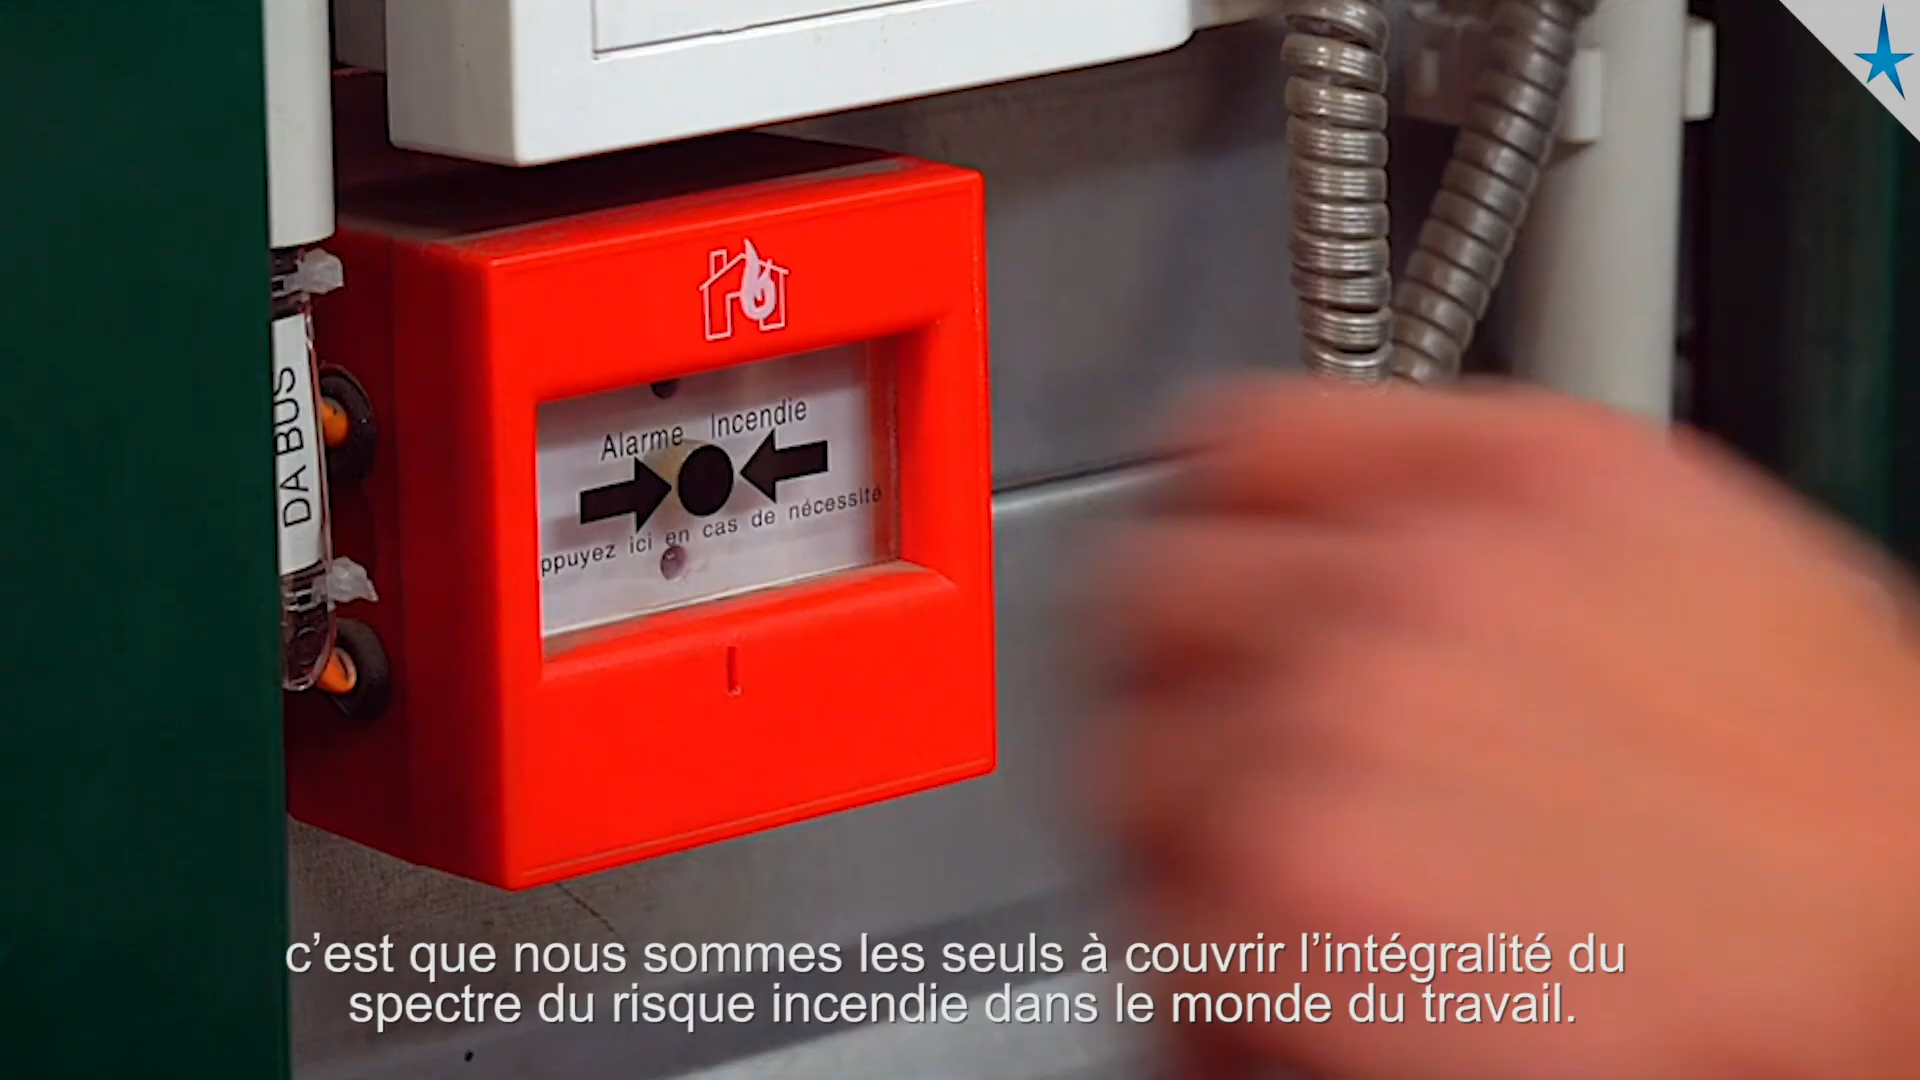 DA BUS
Alarme Incendie
ppuyez ici en cas de nécessité
c’est que nous sommes les seuls à couvrir l’intégralité du
spectre du risque incendie dans le monde du travail.